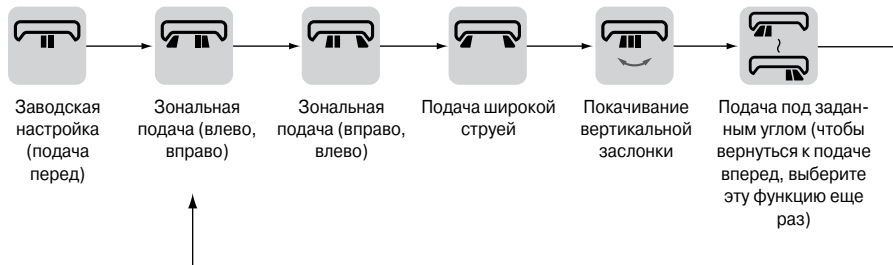 Заводская
настройка
(подача
перед)
Зональная
подача (влево,
вправо)
Зональная
подача (вправо,
влево)
Подача широкой
струей
Покачивание
вертикальной
заслонки
Подача под задан-
ным углом (чтобы
вернуться к подаче
вперед, выберите
эту функцию еще
раз)